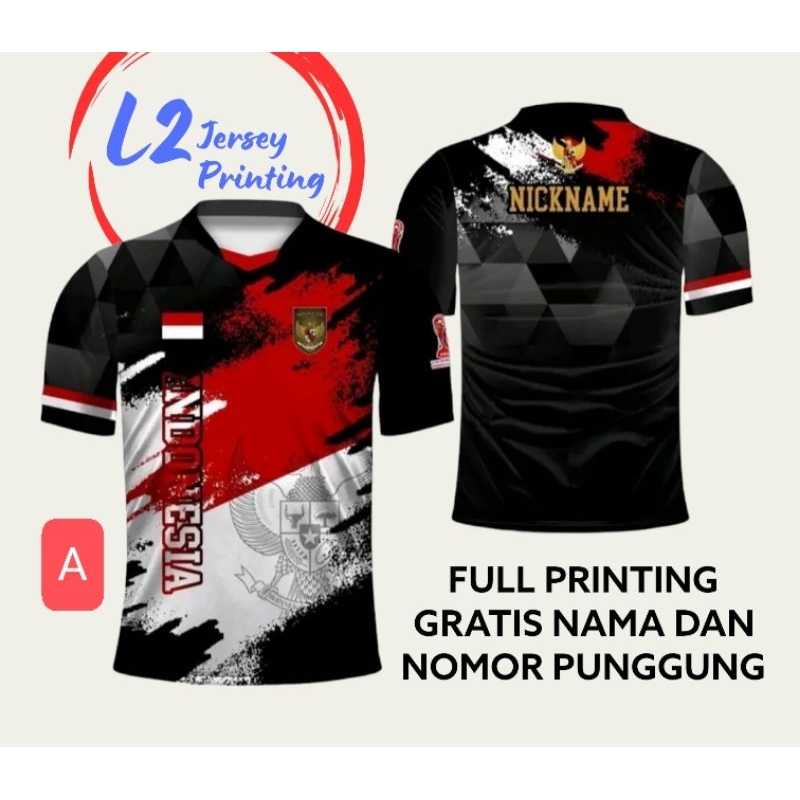 L2 Jersey
Printing
NICKNAME
INDONESIA
A
FULL PRINTING
GRATIS NAMA DAN
NOMOR PUNGGUNG